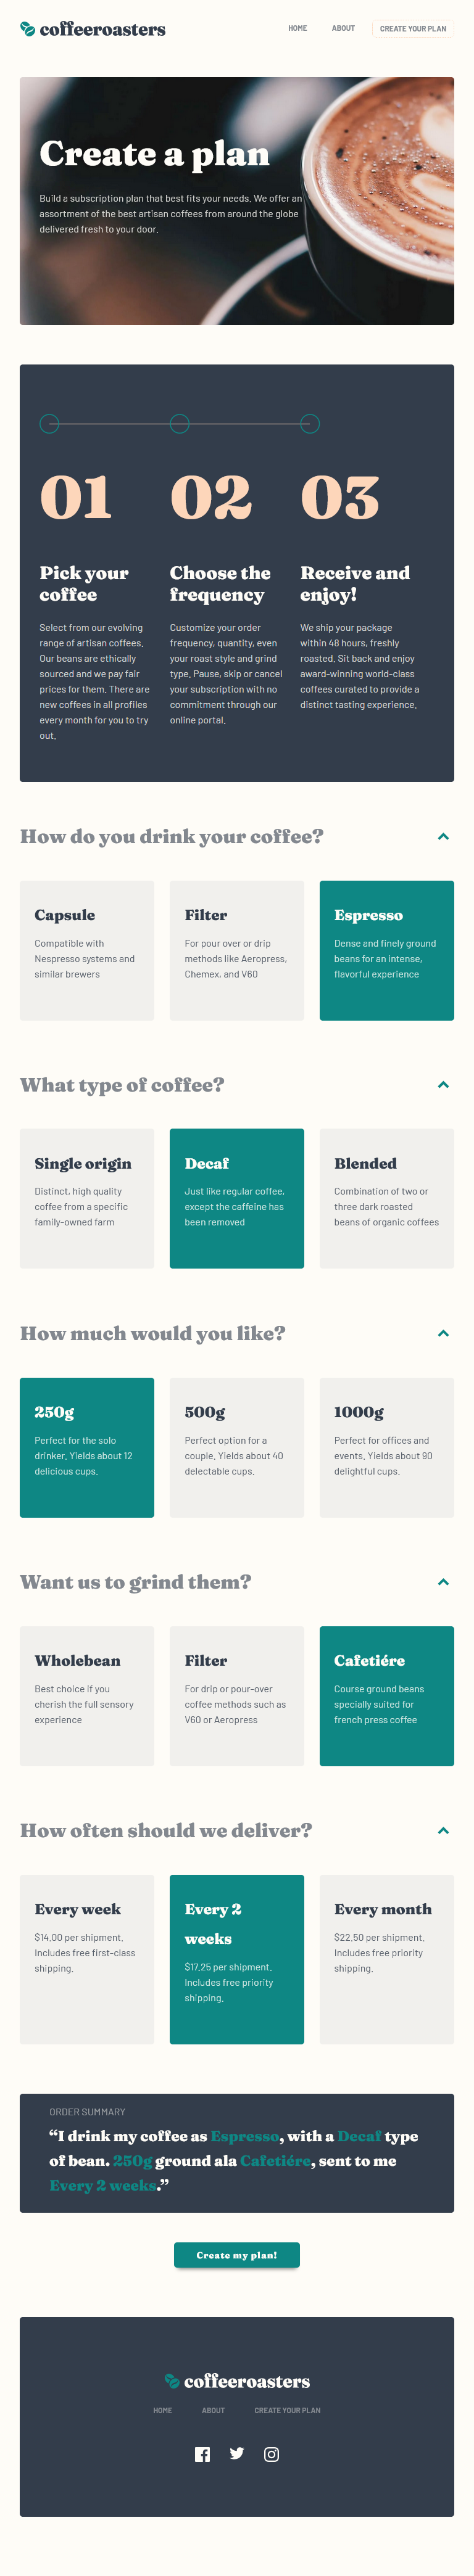 coffeeroasters
HOME ABOUT CREATE YOUR PLAN
Create a plan
Build a subscription plan that best fits your needs. We offer an
assortment of the best artisan coffees from around the globe
delivered fresh to your door.
01
Pick your
coffee
Select from our evolving
range of artisan coffees.
Our beans are ethically
sourced and we pay fair
prices for them. There are
new coffees in all profiles
every month for you to try
out.
02
Choose the
frequency
Customize your order
frequency, quantity, even
your roast style and grind
type. Pause, skip or cancel
your subscription with no
commitment through our
online portal.
03
Receive and
enjoy!
We ship your package
within 48 hours, freshly
roasted. Sit back and enjoy
award-winning world-class
coffees curated to provide a
distinct tasting experience.
How do you drink your coffee?
Capsule
Compatible with
Nespresso systems and
similar brewers
Filter
For pour over or drip
methods like Aeropress,
Chemex, and V60
Espresso
Dense and finely ground
beans for an intense,
flavorful experience
What type of coffee?
Single origin
Distinct, high quality
coffee from a specific
family-owned farm
Decaf
Just like regular coffee,
except the caffeine has
been removed
Blended
Combination of two or
three dark roasted
beans of organic coffees
How much would you like?
250g
Perfect for the solo
drinker. Yields about 12
delicious cups.
500g
Perfect option for a
couple. Yields about 40
delectable cups.
1000g
Perfect for offices and
events. Yields about 90
delightful cups.
Want us to grind them?
Wholebean
Best choice if you
cherish the full sensory
experience
Filter
For drip or pour-over
coffee methods such as
V60 or Aeropress
Cafetiére
Course ground beans
specially suited for
french press coffee
How often should we deliver?
Every week
$14.00 per shipment.
Includes free first-class
shipping.
Every 2
weeks
$17.25 per shipment.
Includes free priority
shipping.
Every month
$22.50 per shipment.
Includes free priority
shipping.
ORDER SUMMARY
“I drink my coffee as Espresso, with a Decaf type
of bean. 250g ground ala Cafetiére, sent to me
Every 2 weeks.”
Create my plan!
coffeeroasters
HOME ABOUT CREATE YOUR PLAN